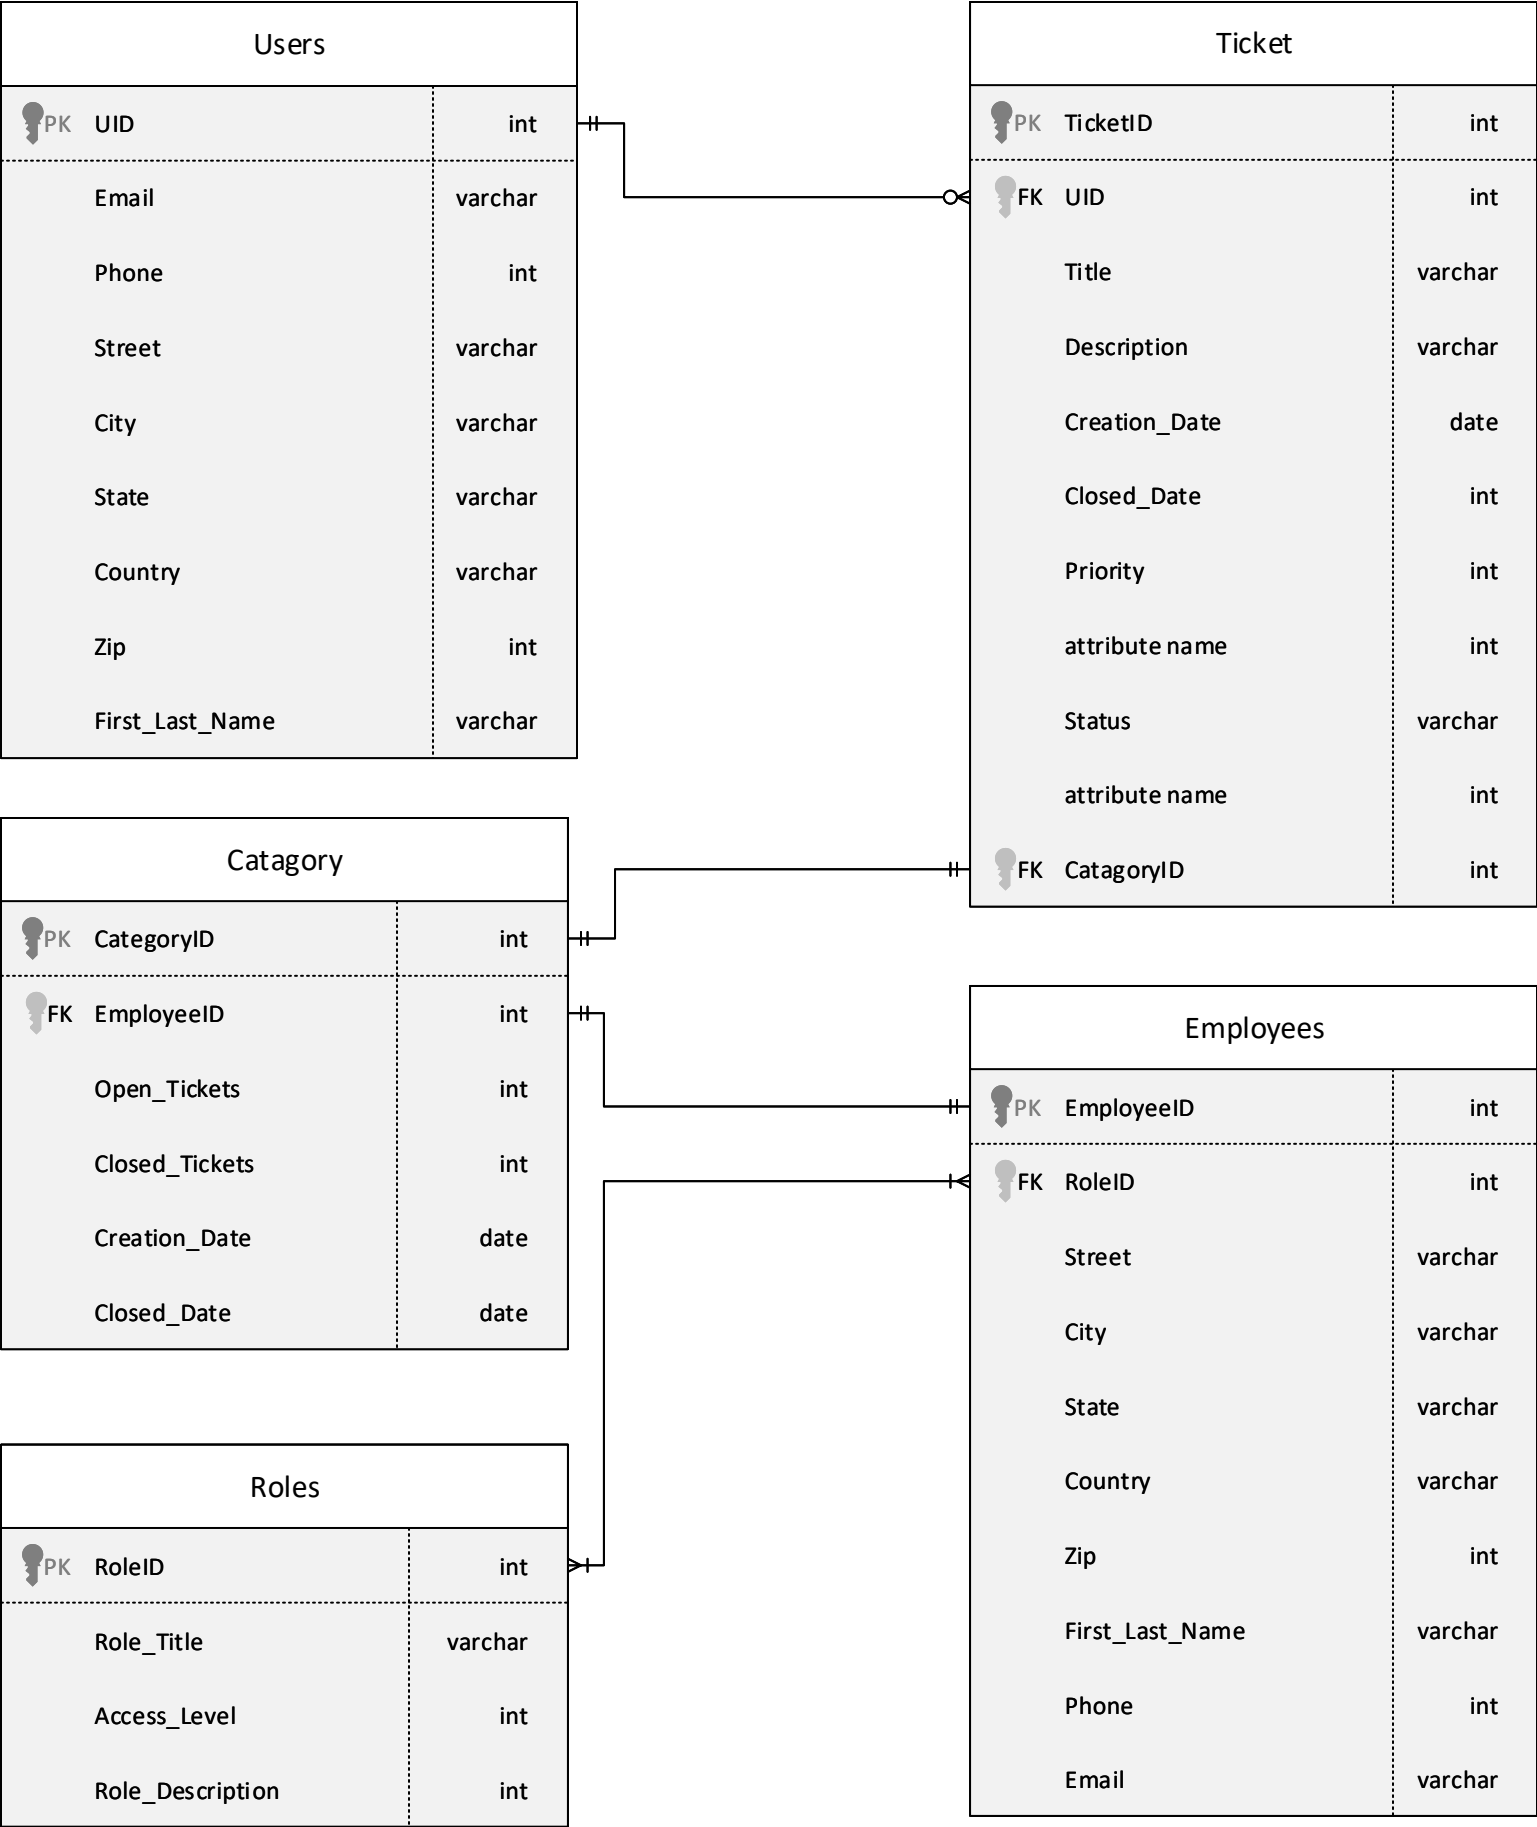 Users
PK UID int
Email varchar
Phone int
Street varchar
City varchar
State varchar
Country varchar
Zip int
First_Last_Name varchar
Ticket
PK TicketID int
FK UID int
Title varchar
Description varchar
Creation_Date date
Closed_Date int
Priority int
attribute name int
Status varchar
attribute name int
FK CatagoryID int
Catagory
PK CategoryID int
FK EmployeeID int
Open_Tickets int
Closed_Tickets int
Creation_Date date
Closed_Date date
Employees
PK EmployeeID int
FK RoleID int
Street varchar
City varchar
State varchar
Country varchar
Zip int
First_Last_Name varchar
Phone int
Email varchar
Roles
PK RoleID int
Role_Title varchar
Access_Level int
Role_Description int